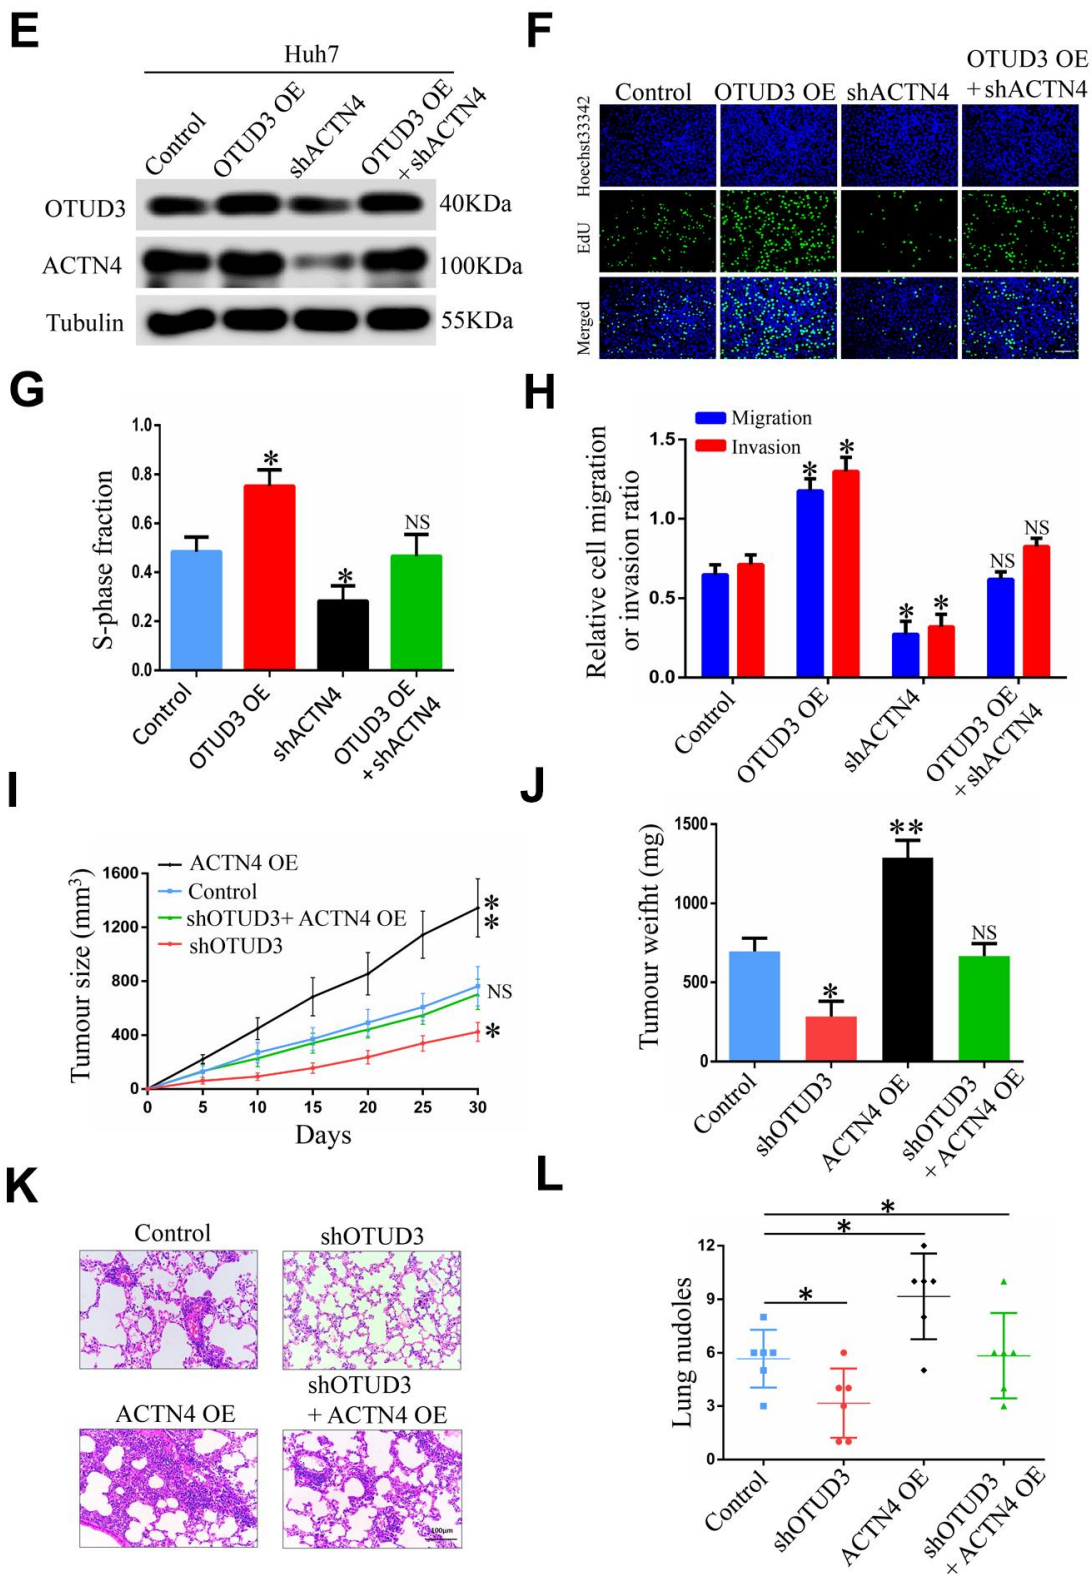 E
Huh7
Control
OTUD3 OE
shACTN4
OTUD3 OE
+ shACTN4
OTUD3
40KDa
ACTN4
100KDa
Tubulin
55KDa
F
Control
OTUD3 OE
shACTN4
OTUD3 OE
+ shACTN4
Hoechst33342
EdU
Merged
G
S-phase fraction
1.0
0.8
0.6
0.4
0.2
0.0
*
*
NS
Control
OTUD3 OE
shACTN4
OTUD3 OE
+ shACTN4
H
Migration
Invasion
Relative cell migration
or invasion ratio
1.5
1.0
0.5
0.0
*
*
*
*
NS
NS
Control
OTUD3 OE
shACTN4
OTUD3 OE
+ shACTN4
I
ACTN4 OE
Control
shOTUD3+ ACTN4 OE
shOTUD3
Tumour size (mm³)
1600
1200
800
400
0
**
NS
*
0 5 10 15 20 25 30
Days
J
Tumour weifht (mg)
1500
1000
500
0
*
**
NS
Control
shOTUD3
ACTN4 OE
shOTUD3
+ ACTN4 OE
K
Control
shOTUD3
ACTN4 OE
shOTUD3
+ ACTN4 OE
100μm
L
Lung nudoles
12
9
6
3
0
*
*
*
Control
shOTUD3
ACTN4 OE
shOTUD3
+ ACTN4 OE